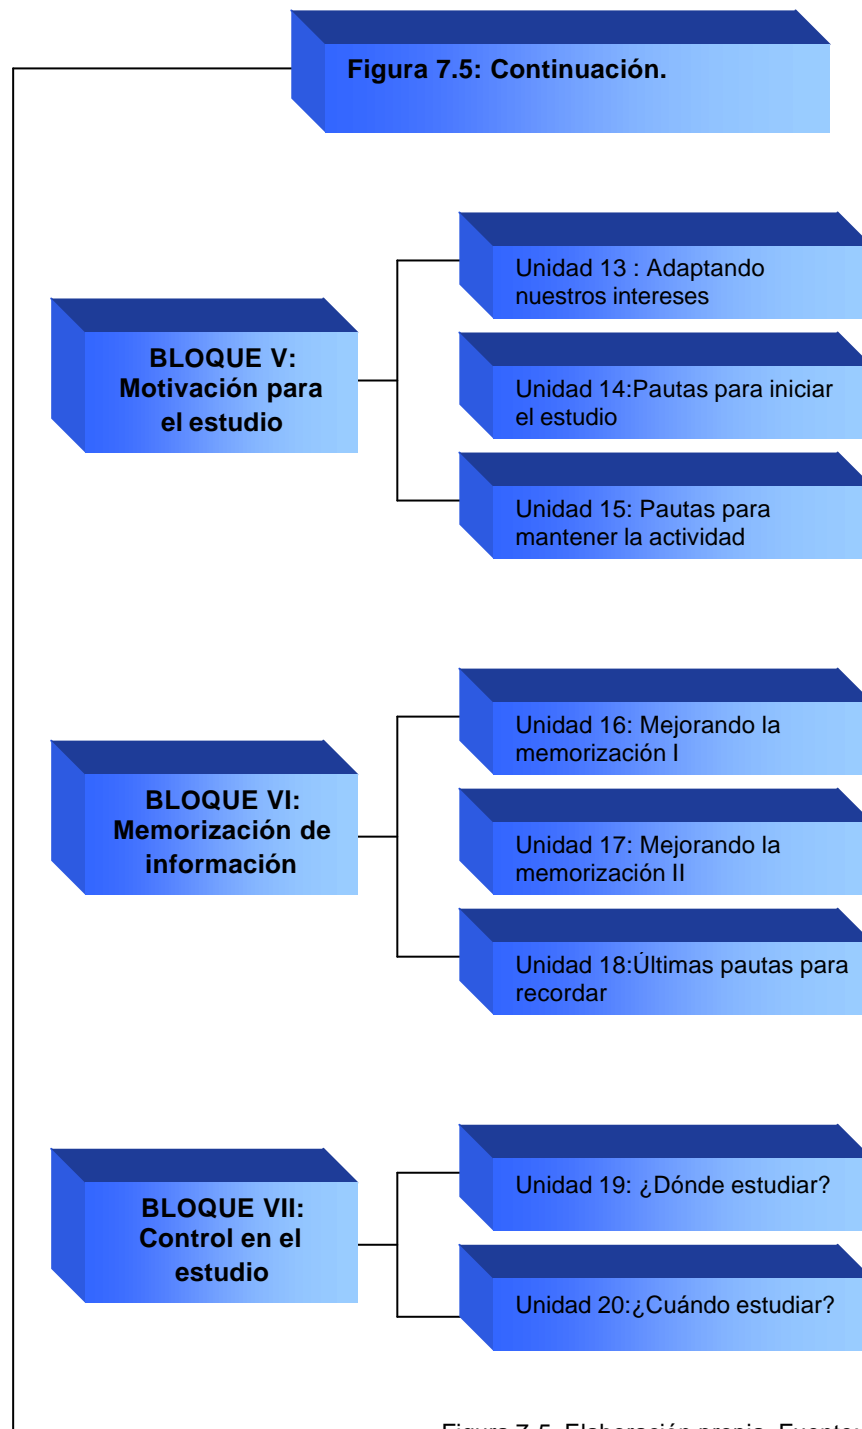 Figura 7.5: Continuación.
Unidad 13 : Adaptando
nuestros intereses
BLOQUE V:
Motivación para
el estudio
Unidad 14:Pautas para iniciar
el estudio
Unidad 15: Pautas para
mantener la actividad
Unidad 16: Mejorando la
memorización I
BLOQUE VI:
Memorización de
información
Unidad 17: Mejorando la
memorización II
Unidad 18:Últimas pautas para
recordar
Unidad 19: ¿Dónde estudiar?
BLOQUE VII:
Control en el
estudio
Unidad 20:¿Cuándo estudiar?
Figura 7.5. Elaboración propia. Fuente: